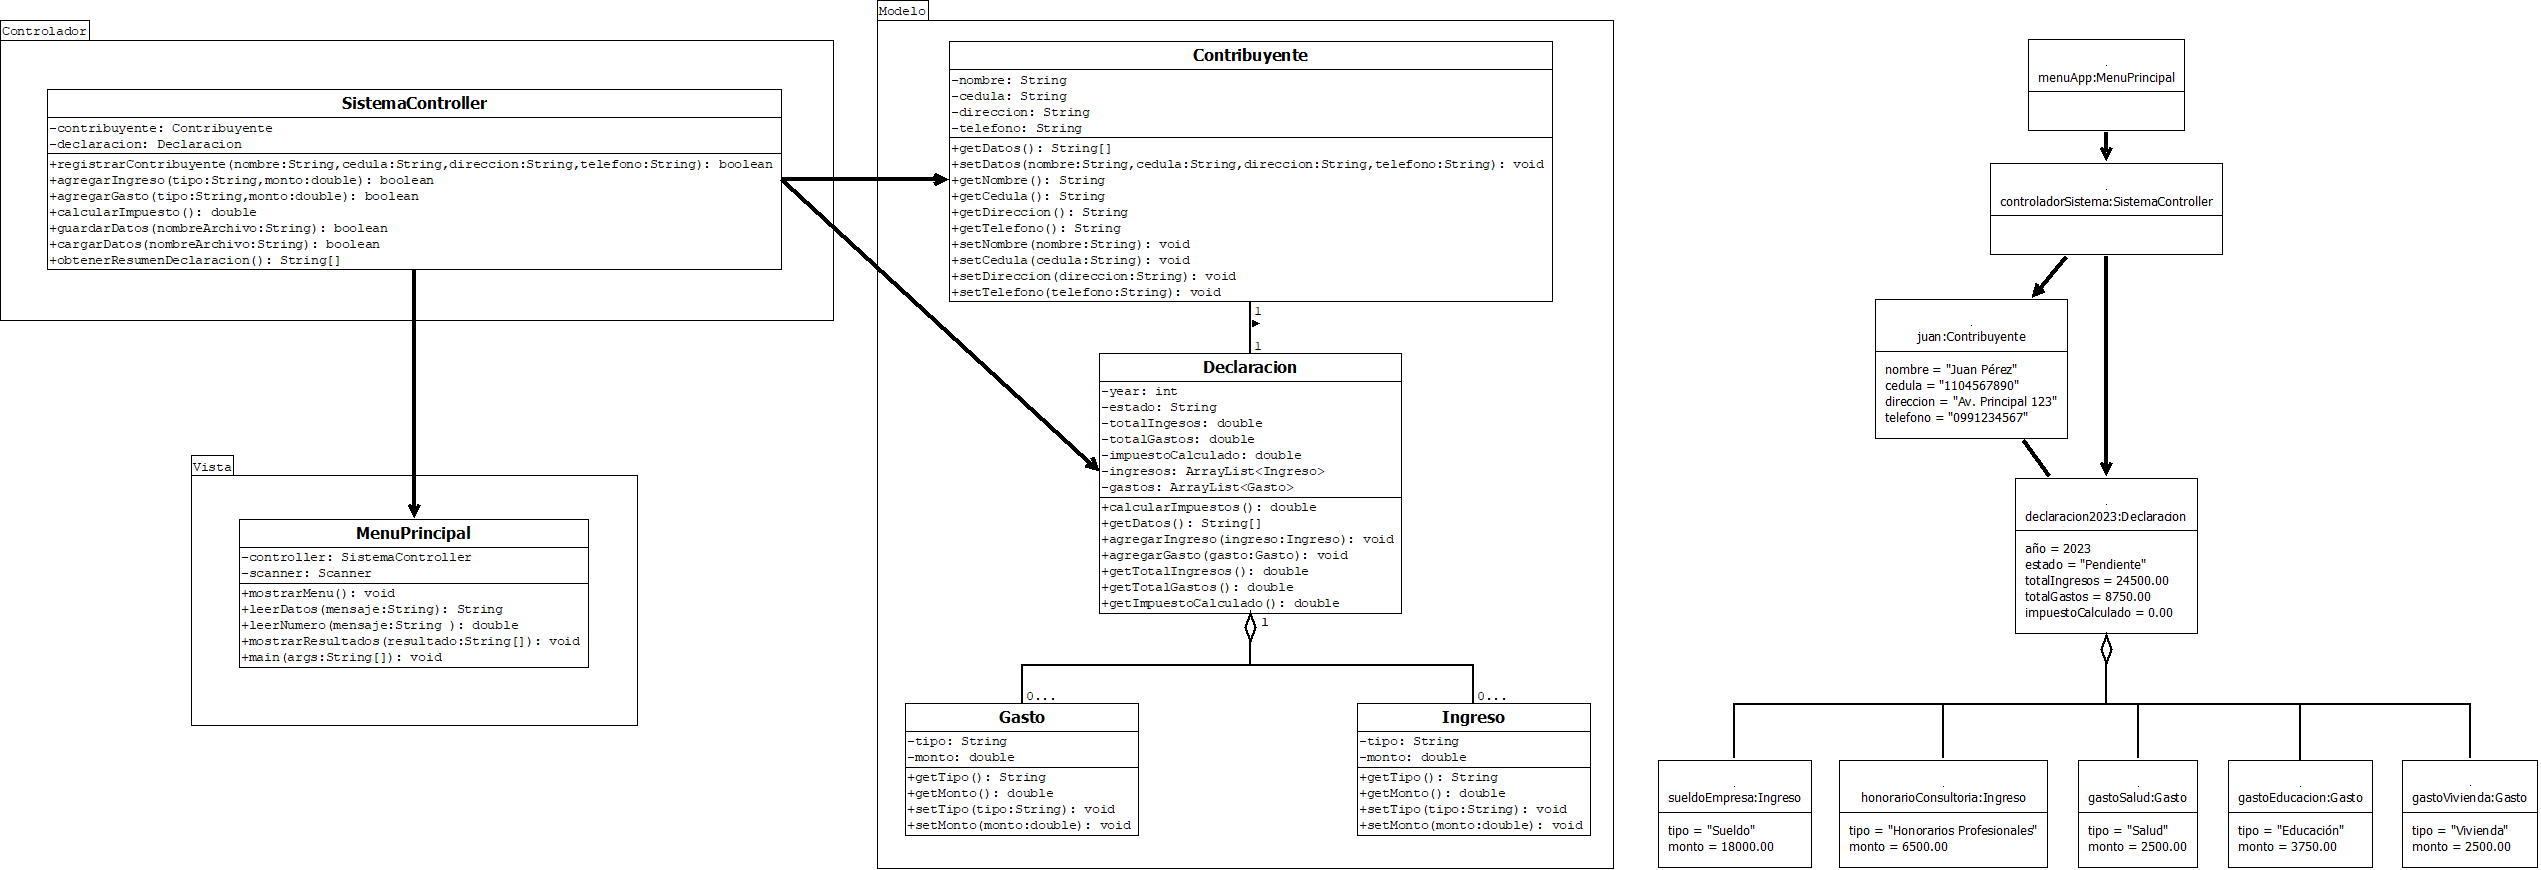 Controlador
SistemaController
-contribuyente: Contribuyente
-declaracion: Declaracion
+registrarContribuyente(nombre:String,cedula:String,direccion:String,telefono:String): boolean
+agregarIngreso(tipo:String,monto:double): boolean
+agregarGasto(tipo:String,monto:double): boolean
+calcularImpuesto(): double
+guardarDatos(nombreArchivo:String): boolean
+cargarDatos(nombreArchivo:String): boolean
+obtenerResumenDeclaracion(): String[]
Vista
MenuPrincipal
-controller: SistemaController
-scanner: Scanner
+mostrarMenu(): void
+leerDatos(mensaje:String): String
+leerNumero(mensaje:String ): double
+mostrarResultados(resultado:String[]): void
+main(args:String[]): void
Modelo
Contribuyente
-nombre: String
-cedula: String
-direccion: String
-telefono: String
+getDatos(): String[]
+setDatos(nombre:String,cedula:String,direccion:String,telefono:String): void
+getNombre(): String
+getCedula(): String
+getDireccion(): String
+getTelefono(): String
+setNombre(nombre:String): void
+setCedula(cedula:String): void
+setDireccion(direccion:String): void
+setTelefono(telefono:String): void
1
1
Declaracion
-year: int
-estado: String
-totalIngesos: double
-totalGastos: double
-impuestoCalculado: double
-ingresos: ArrayList<Ingreso>
-gastos: ArrayList<Gasto>
+calcularImpuestos(): double
+getDatos(): String[]
+agregarIngreso(ingreso:Ingreso): void
+agregarGasto(gasto:Gasto): void
+getTotalIngresos(): double
+getTotalGastos(): double
+getImpuestoCalculado(): double
1
0...
0...
Gasto
-tipo: String
-monto: double
+getTipo(): String
+getMonto(): double
+setTipo(tipo:String): void
+setMonto(monto:double): void
Ingreso
-tipo: String
-monto: double
+getTipo(): String
+getMonto(): double
+setTipo(tipo:String): void
+setMonto(monto:double): void
menuApp:MenuPrincipal
controladorSistema:SistemaController
juan:Contribuyente
nombre = "Juan Pérez"
cedula = "1104567890"
direccion = "Av. Principal 123"
telefono = "0991234567"
declaracion2023:Declaracion
año = 2023
estado = "Pendiente"
totalIngresos = 24500.00
totalGastos = 8750.00
impuestoCalculado = 0.00
sueldoEmpresa:Ingreso
tipo = "Sueldo"
monto = 18000.00
honorarioConsultoria:Ingreso
tipo = "Honorarios Profesionales"
monto = 6500.00
gastoSalud:Gasto
tipo = "Salud"
monto = 2500.00
gastoEducacion:Gasto
tipo = "Educación"
monto = 3750.00
gastoVivienda:Gasto
tipo = "Vivienda"
monto = 2500.00